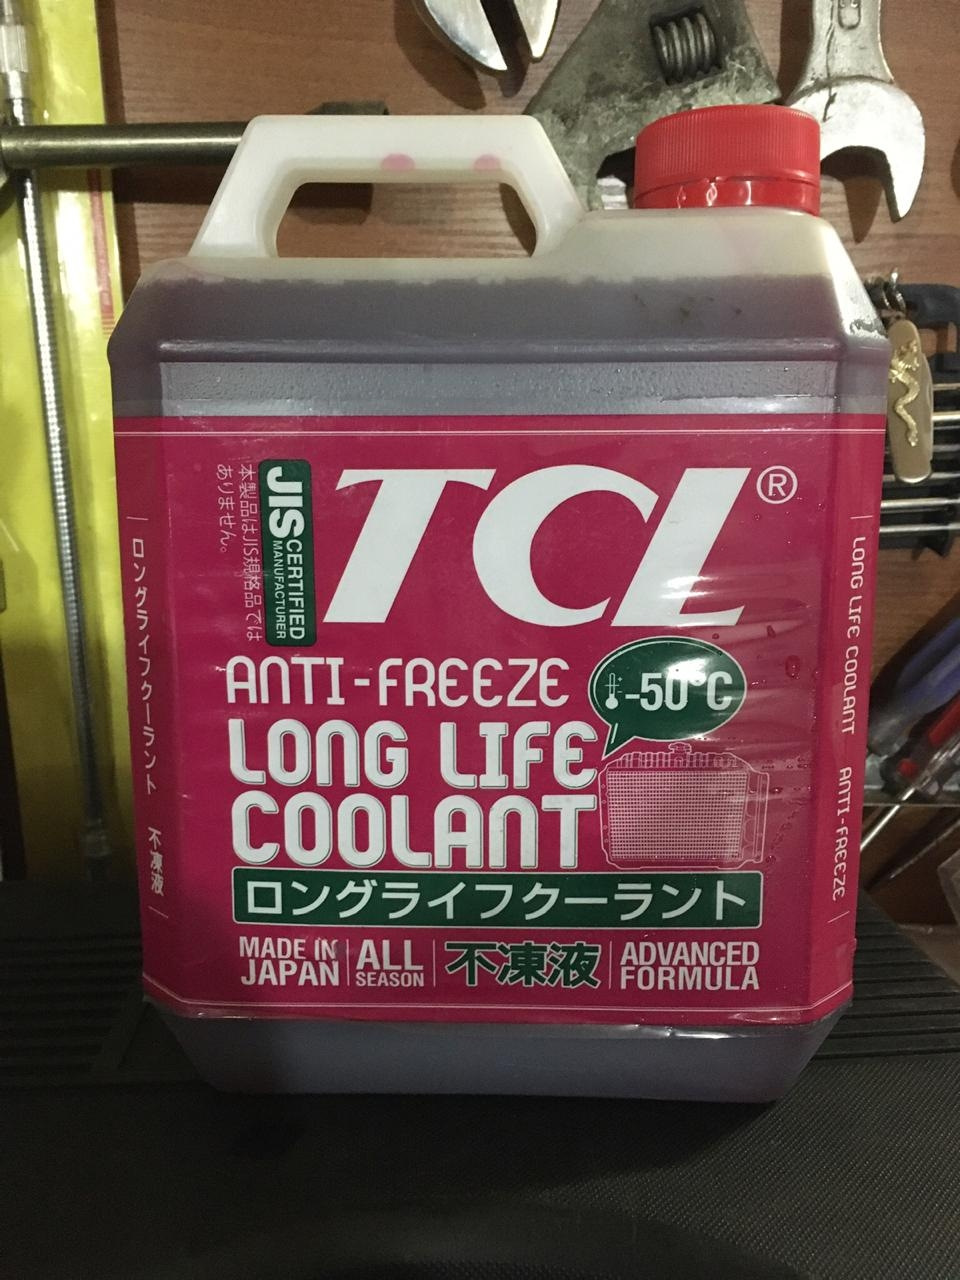 TCL®
JIS CERTIFIED
MANUFACTURER
本製品はJIS規格品では
ありません。
ANTI-FREEZE
-50°C
LONG LIFE
COOLANT
ロングライフクーラント
MADE IN
JAPAN
ALL
SEASON
不凍液
ADVANCED
FORMULA
ロングライフクーラント 不凍液
LONG LIFE COOLANT ANTI-FREEZE